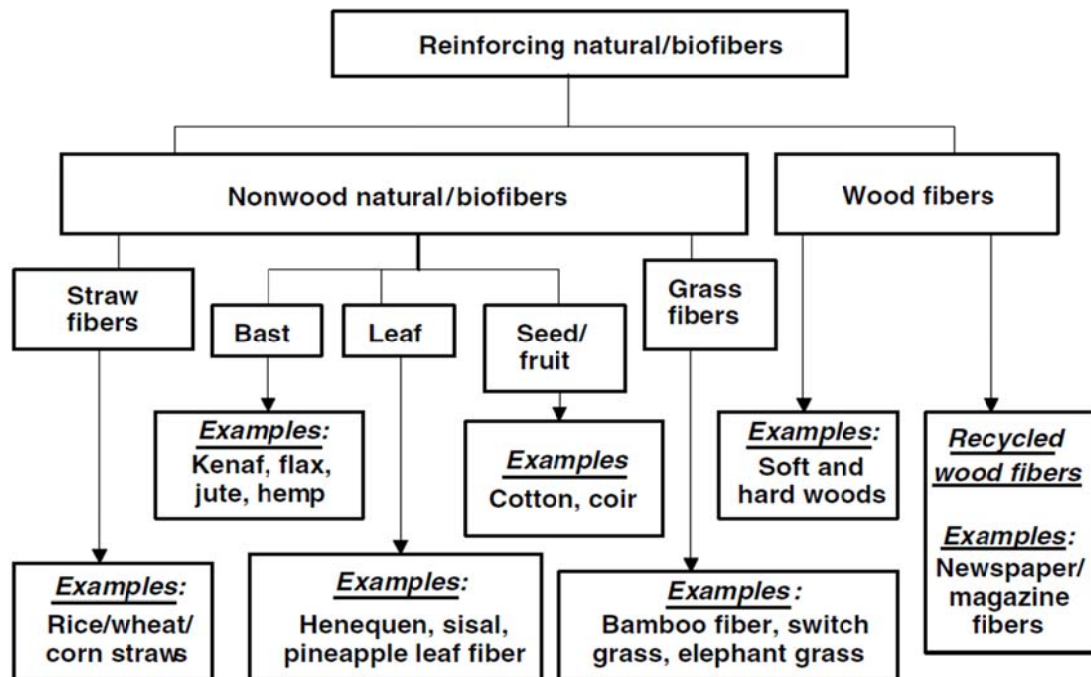 Reinforcing natural/biofibers
Nonwood natural/biofibers
Wood fibers
Straw
fibers
Bast
Leaf
Seed/
fruit
Grass
fibers
Examples:
Kenaf, flax,
jute, hemp
Examples
Cotton, coir
Examples:
Soft and
hard woods
Recycled
wood fibers
Examples:
Newspaper/
magazine
fibers
Examples:
Rice/wheat/
corn straws
Examples:
Henequen, sisal,
pineapple leaf fiber
Examples:
Bamboo fiber, switch
grass, elephant grass